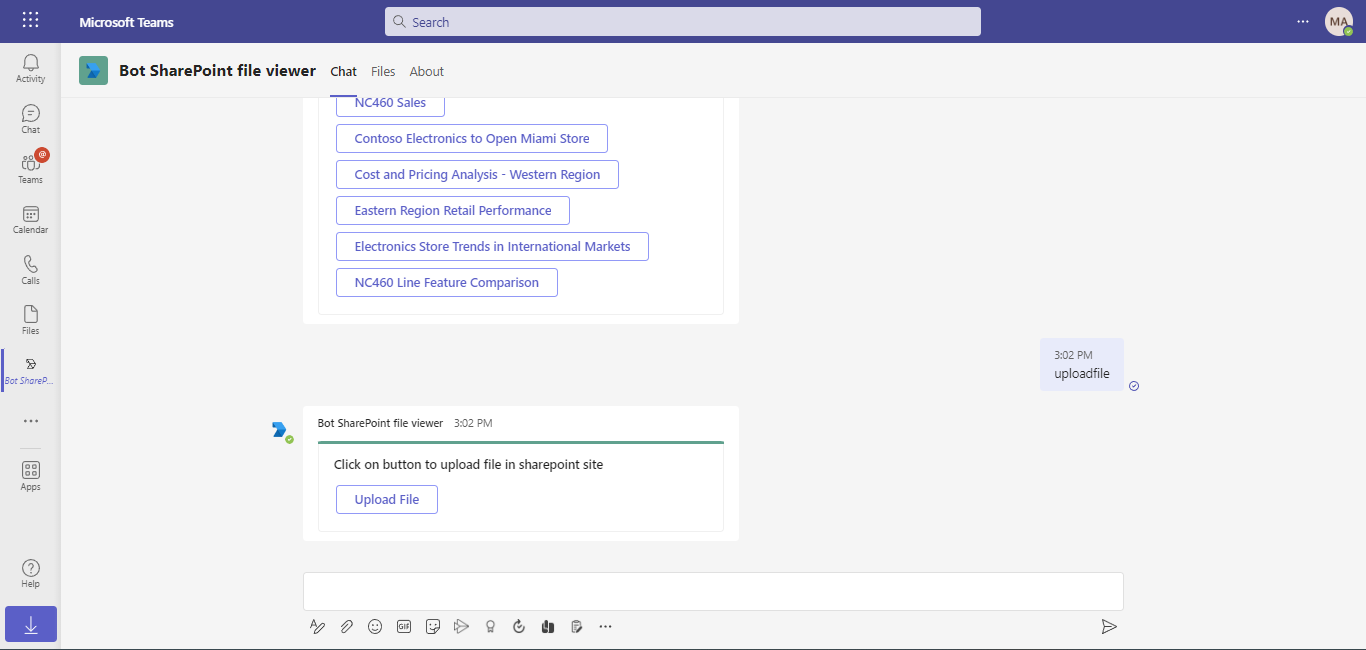 Microsoft Teams
Search
MA
Activity
Chat
@
Teams
Calendar
Calls
Files
Bot ShareP...
Apps
Help
Bot SharePoint file viewer Chat Files About
NC460 Sales
Contoso Electronics to Open Miami Store
Cost and Pricing Analysis - Western Region
Eastern Region Retail Performance
Electronics Store Trends in International Markets
NC460 Line Feature Comparison
3:02 PM
uploadfile
Bot SharePoint file viewer 3:02 PM
Click on button to upload file in sharepoint site
Upload File
GIF